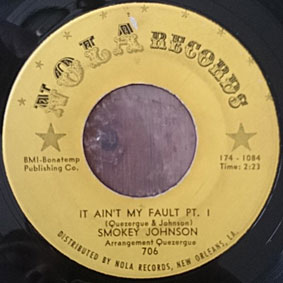 NOLA RECORDS
BMI-Bonatemp
Publishing Co.
174 - 1084
Time: 2:23
IT AIN'T MY FAULT PT. I
(Quezergue & Johnson)
SMOKEY JOHNSON
Arrangement Quezergue
706
DISTRIBUTED BY NOLA RECORDS, NEW ORLEANS, LA.